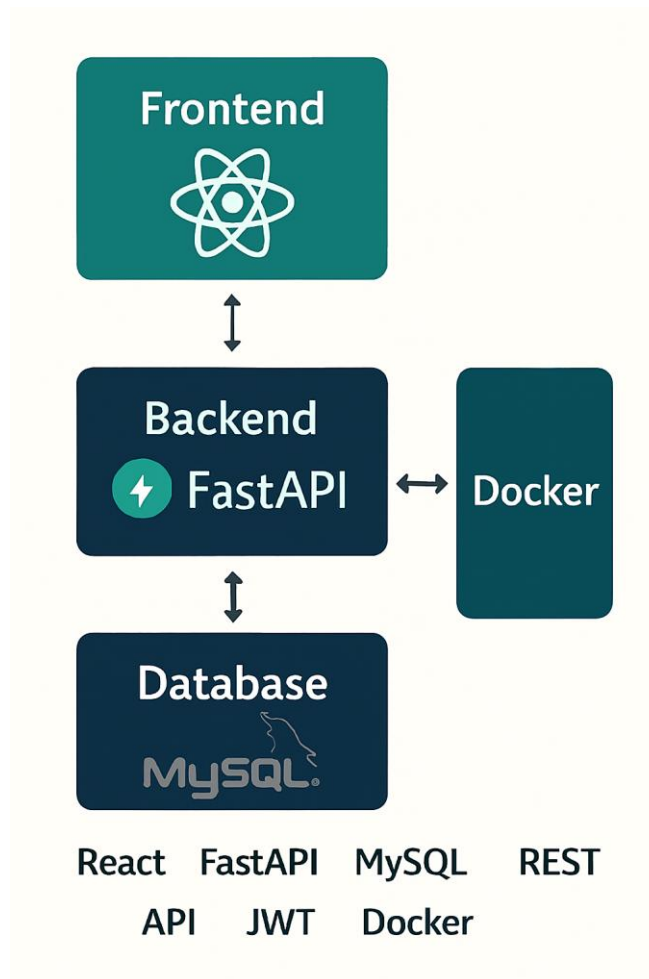 Frontend
Backend
FastAPI
Docker
Database
MySQL
React FastAPI MySQL REST
API JWT Docker